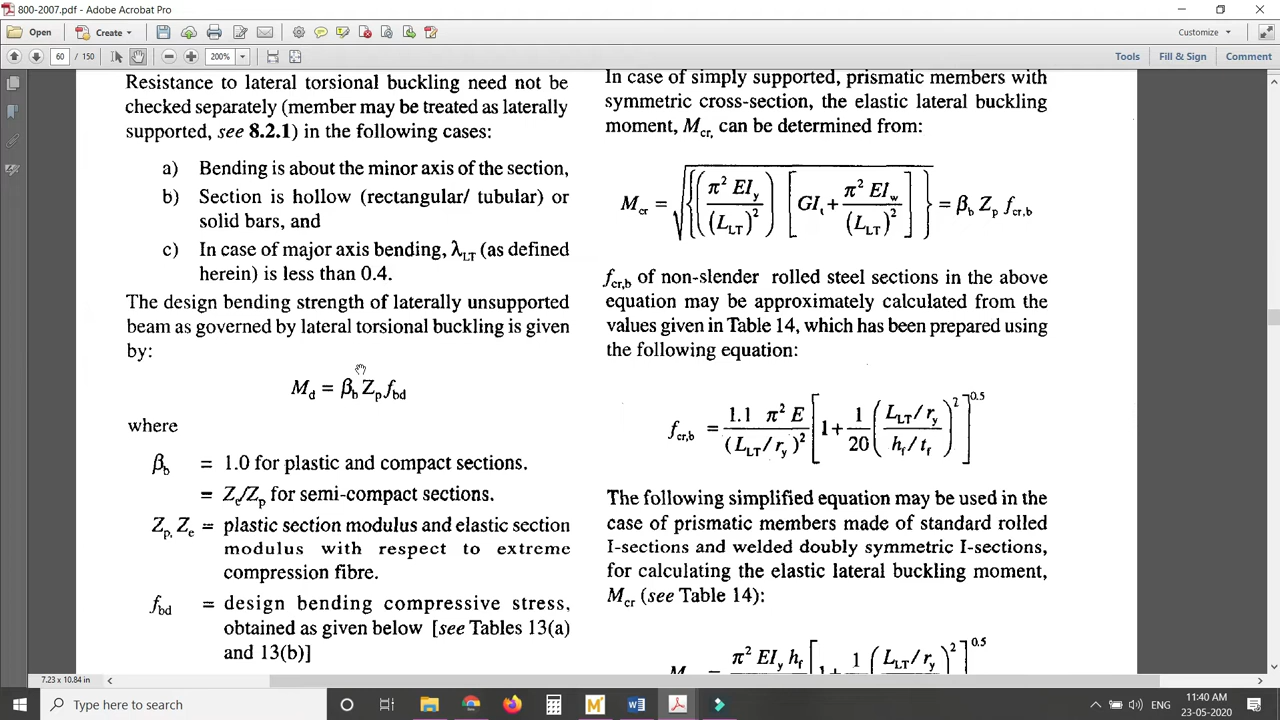 800-2007.pdf - Adobe Acrobat Pro
Open Create Customize
60 / 150 200% Tools Fill & Sign Comment
Resistance to lateral torsional buckling need not be
checked separately (member may be treated as laterally
supported, see 8.2.1) in the following cases:
a) Bending is about the minor axis of the section,
b) Section is hollow (rectangular/ tubular) or
solid bars, and
c) In case of major axis bending, λLT (as defined
herein) is less than 0.4.
The design bending strength of laterally unsupported
beam as governed by lateral torsional buckling is given
by:
Md = βb Zp fbd
where
βb = 1.0 for plastic and compact sections.
= Ze/Zp for semi-compact sections.
Zp, Ze = plastic section modulus and elastic section
modulus with respect to extreme
compression fibre.
fbd = design bending compressive stress,
obtained as given below [see Tables 13(a)
and 13(b)]
In case of simply supported, prismatic members with
symmetric cross-section, the elastic lateral buckling
moment, Mcr, can be determined from:
Mcr = √{(π² EIy / (LLT)²) [GIt + π² EIw / (LLT)²]} = βb Zp fcr,b
fcr,b of non-slender rolled steel sections in the above
equation may be approximately calculated from the
values given in Table 14, which has been prepared using
the following equation:
fcr,b = 1.1 π² E / (LLT / ry)² [1 + 1/20 (LLT / ry / hf / tf)²]^0.5
The following simplified equation may be used in the
case of prismatic members made of standard rolled
I-sections and welded doubly symmetric I-sections,
for calculating the elastic lateral buckling moment,
Mcr (see Table 14):
π² EIy hf [1 + 1 (LLT / ry)²]^0.5
7.23 x 10.84 in
Type here to search
ENG
11:40 AM
23-05-2020